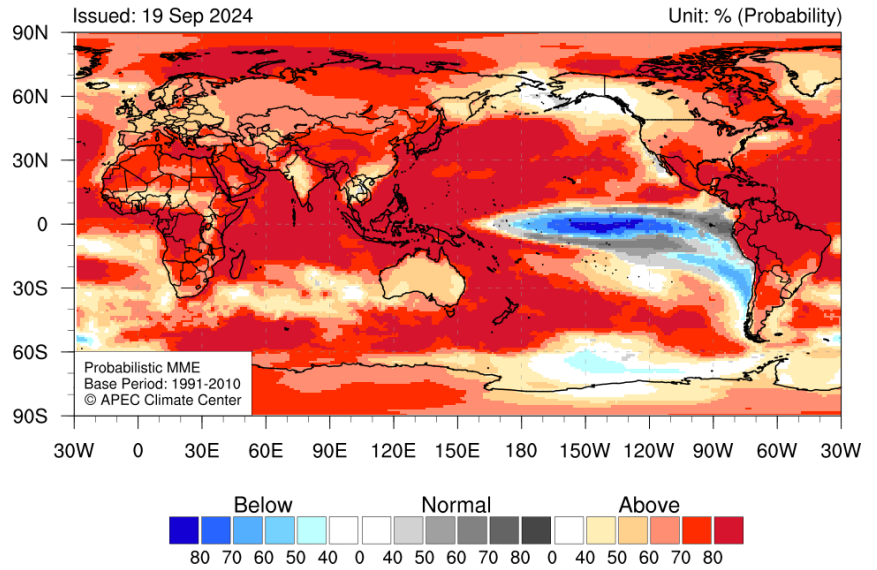 Issued: 19 Sep 2024 Unit: % (Probability)
90N
60N
30N
0
30S
60S
90S
Probabilistic MME
Base Period: 1991-2010
© APEC Climate Center
30W 0 30E 60E 90E 120E 150E 180 150W 120W 90W 60W 30W
Below Normal Above
80 70 60 50 40 0 40 50 60 70 80 0 40 50 60 70 80